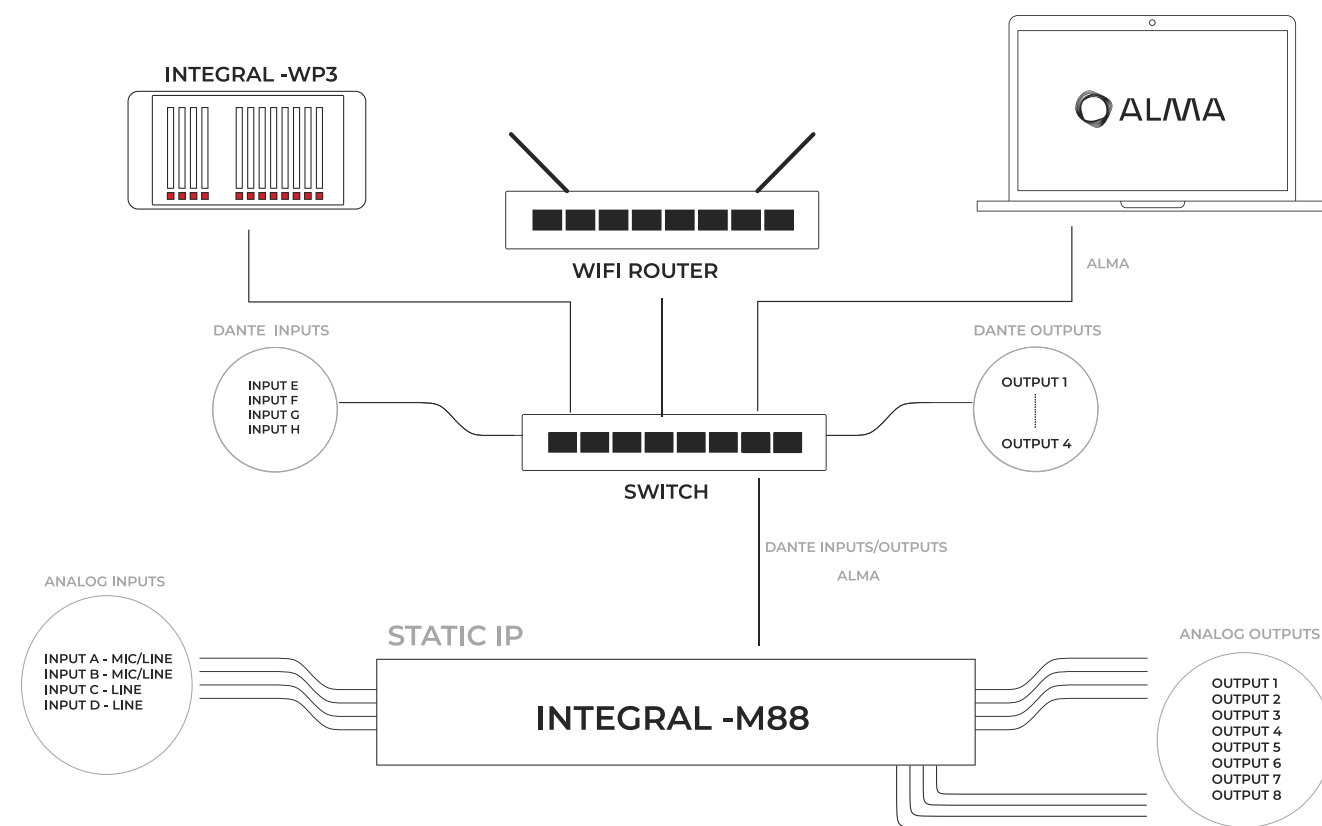 INTEGRAL -WP3
ALMA
WIFI ROUTER
ALMA
DANTE INPUTS
INPUT E
INPUT F
INPUT G
INPUT H
DANTE OUTPUTS
OUTPUT 1
OUTPUT 4
SWITCH
DANTE INPUTS/OUTPUTS
ALMA
ANALOG INPUTS
INPUT A - MIC/LINE
INPUT B - MIC/LINE
INPUT C - LINE
INPUT D - LINE
STATIC IP
INTEGRAL -M88
ANALOG OUTPUTS
OUTPUT 1
OUTPUT 2
OUTPUT 3
OUTPUT 4
OUTPUT 5
OUTPUT 6
OUTPUT 7
OUTPUT 8